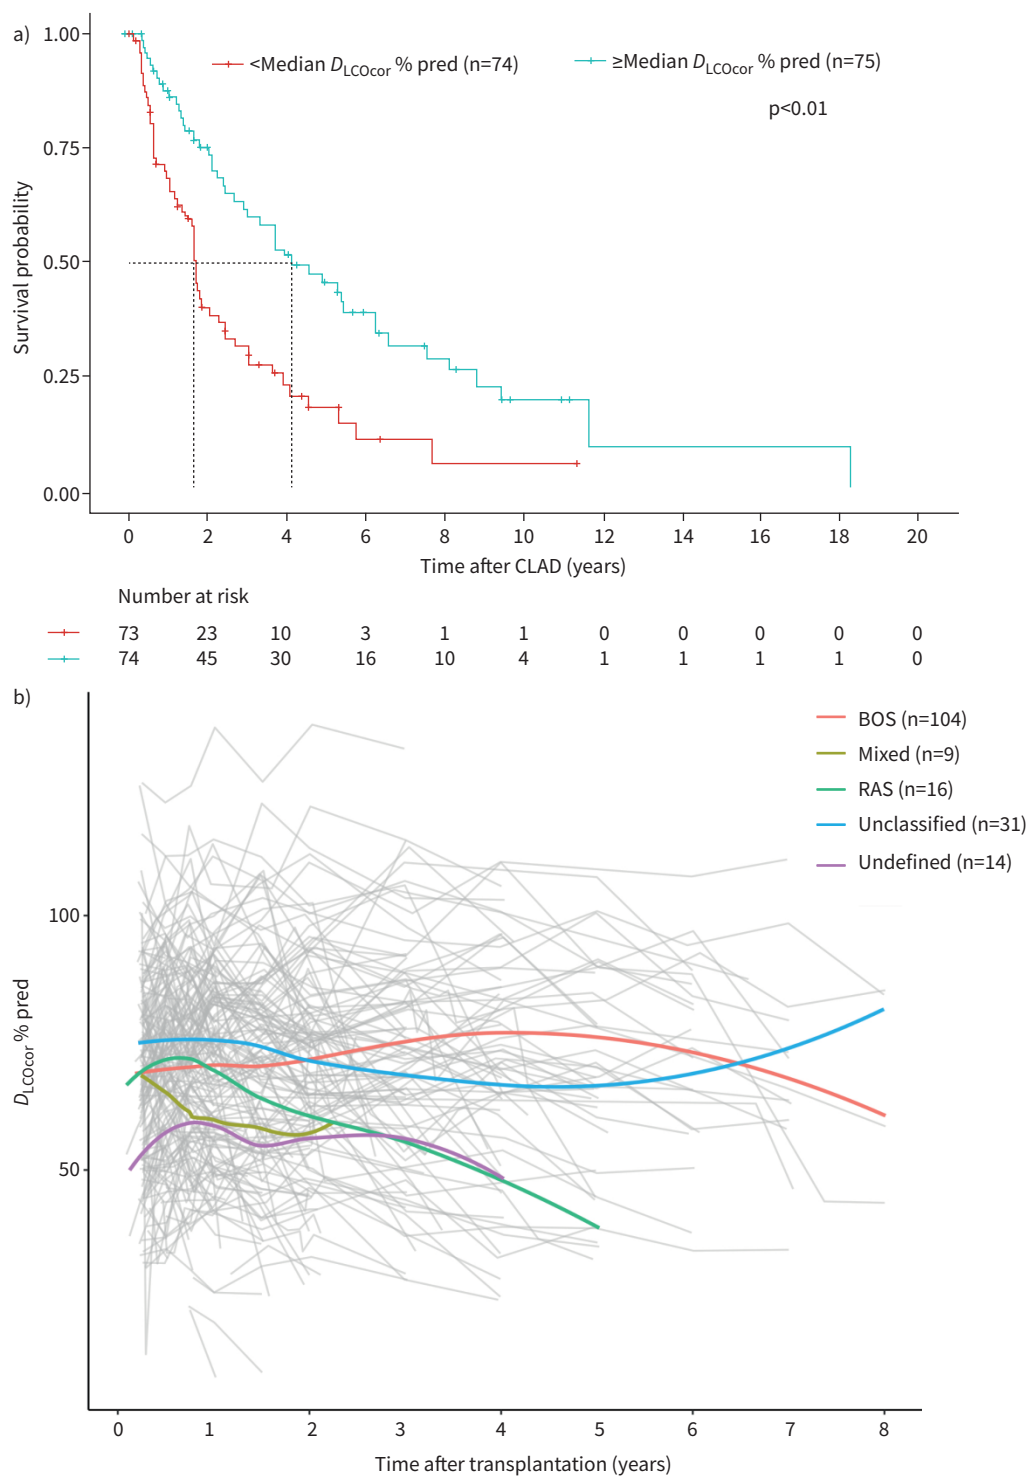 a)
<Median DLCOcor % pred (n=74)
≥Median DLCOcor % pred (n=75)
p<0.01
1.00
0.75
0.50
0.25
0.00
Survival probability
0 2 4 6 8 10 12 14 16 18 20
Time after CLAD (years)
Number at risk
73 23 10 3 1 1 0 0 0 0 0
74 45 30 16 10 4 1 1 1 1 0
b)
BOS (n=104)
Mixed (n=9)
RAS (n=16)
Unclassified (n=31)
Undefined (n=14)
100
50
DLCOcor % pred
0 1 2 3 4 5 6 7 8
Time after transplantation (years)